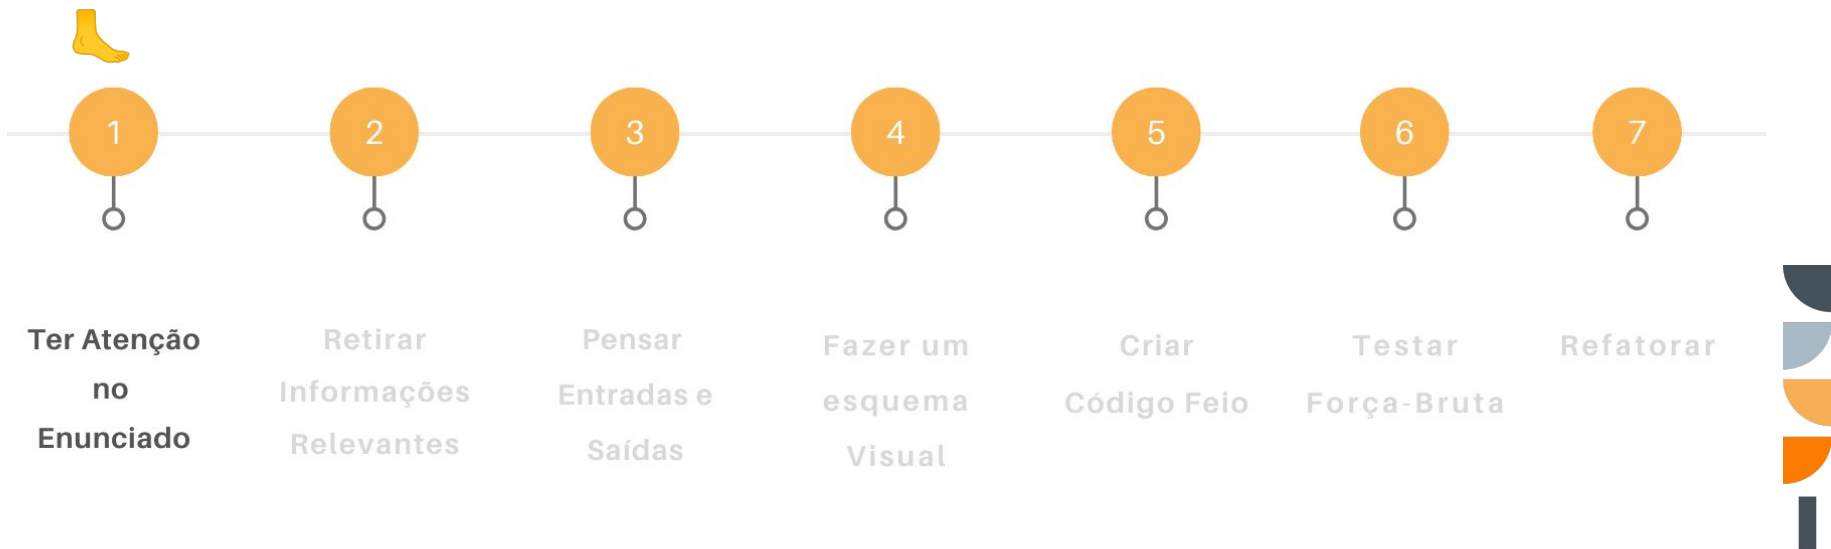 1
2
3
4
5
6
7
Ter Atenção
no
Enunciado
Retirar
Informações
Relevantes
Pensar
Entradas e
Saídas
Fazer um
esquema
Visual
Criar
Código Feio
Testar
Força-Bruta
Refatorar